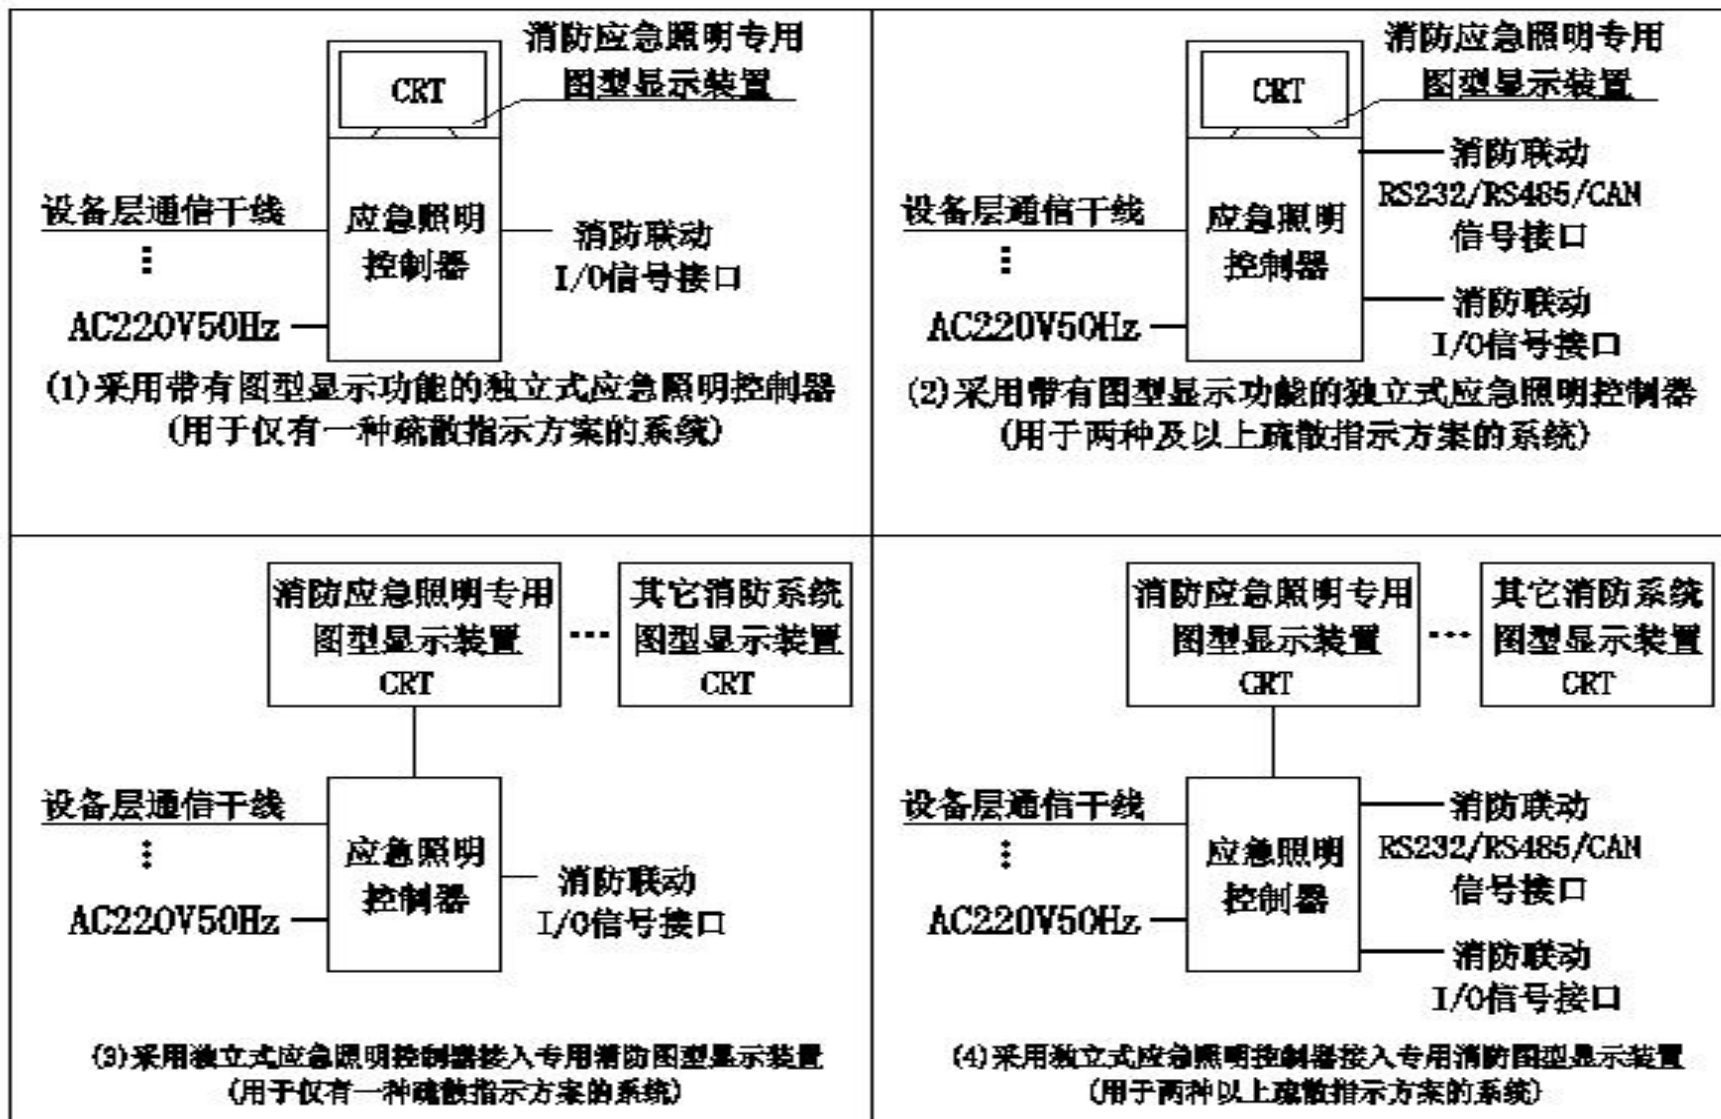 消防应急照明专用
图型显示装置
CRT
设备层通信干线
应急照明
控制器
消防联动
I/O信号接口
AC220V50Hz
(1)采用带有图型显示功能的独立式应急照明控制器
(用于仅有一种疏散指示方案的系统)
消防应急照明专用
图型显示装置
CRT
消防联动
RS232/RS485/CAN
信号接口
设备层通信干线
应急照明
控制器
消防联动
I/O信号接口
AC220V50Hz
(2)采用带有图型显示功能的独立式应急照明控制器
(用于两种及以上疏散指示方案的系统)
消防应急照明专用
图型显示装置
CRT
…
其它消防系统
图型显示装置
CRT
设备层通信干线
应急照明
控制器
消防联动
I/O信号接口
AC220V50Hz
(3)采用独立式应急照明控制器接入专用消防图型显示装置
(用于仅有一种疏散指示方案的系统)
消防应急照明专用
图型显示装置
CRT
…
其它消防系统
图型显示装置
CRT
设备层通信干线
应急照明
控制器
消防联动
RS232/RS485/CAN
信号接口
AC220V50Hz
消防联动
I/O信号接口
(4)采用独立式应急照明控制器接入专用消防图型显示装置
(用于两种以上疏散指示方案的系统)